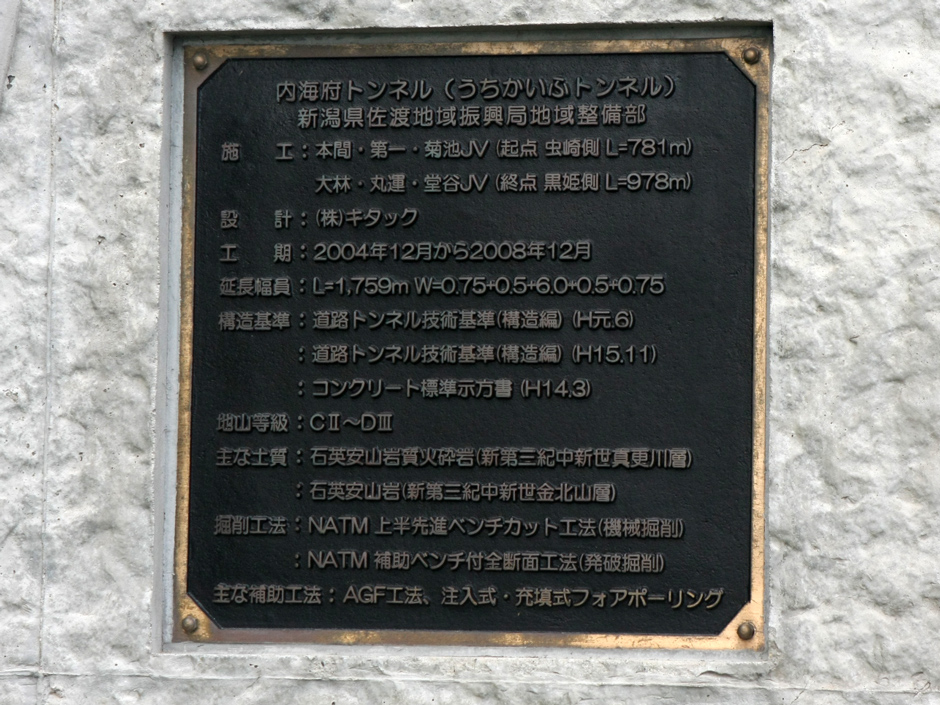 内海府トンネル（うちかいふトンネル）
新潟県佐渡地域振興局地域整備部
施 工：本間・第一・菊池JV（起点 虫崎側 L=781m）
大林・丸運・堂谷JV（終点 黒姫側 L=978m）
設 計：(株)キタック
工 期：2004年12月から2008年12月
延長幅員：L=1,759m W=0.75+0.5+6.0+0.5+0.75
構造基準：道路トンネル技術基準(構造編)（H元.6)
：道路トンネル技術基準(構造編)（H15.11)
：コンクリート標準示方書（H14.3)
地山等級：CⅡ～DⅢ
主な土質：石英安山岩質火砕岩(新第三紀中新世真更川層)
：石英安山岩(新第三紀中新世金北山層)
掘削工法：NATM 上半先進ベンチカット工法(機械掘削)
：NATM 補助ベンチ付全断面工法(発破掘削)
主な補助工法：AGF工法、注入式・充填式フォアポーリング